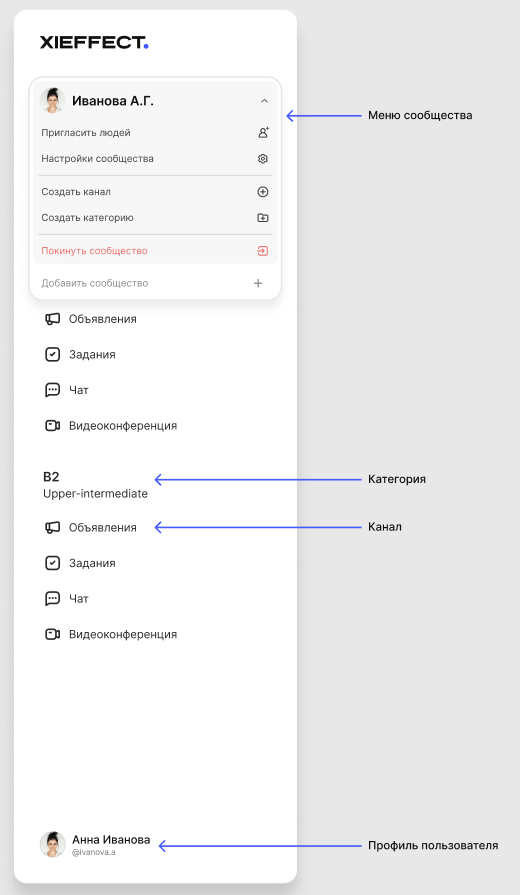 XIEFFECT.
Иванова А.Г.
Меню сообщества
Пригласить людей
Настройки сообщества
Создать канал
Создать категорию
Покинуть сообщество
Добавить сообщество
Объявления
Задания
Чат
Видеоконференция
B2
Upper-intermediate
Категория
Объявления
Канал
Задания
Чат
Видеоконференция
Анна Иванова
@ivanova.a
Профиль пользователя